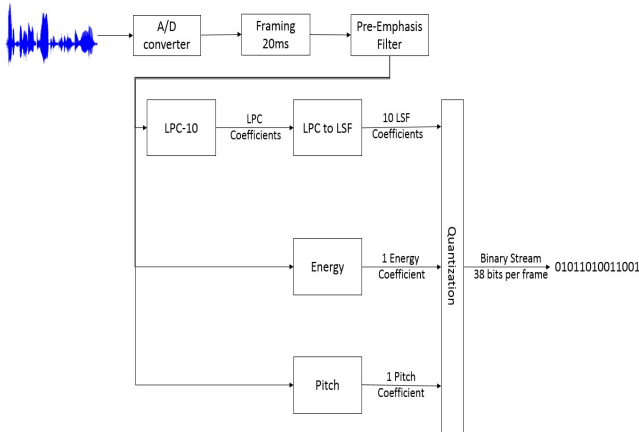 A/D
converter
Framing
20ms
Pre-Emphasis
Filter
LPC-10
LPC
Coefficients
LPC to LSF
10 LSF
Coefficients
Energy
1 Energy
Coefficient
Quantization
Binary Stream
38 bits per frame
01011010011001
Pitch
1 Pitch
Coefficient